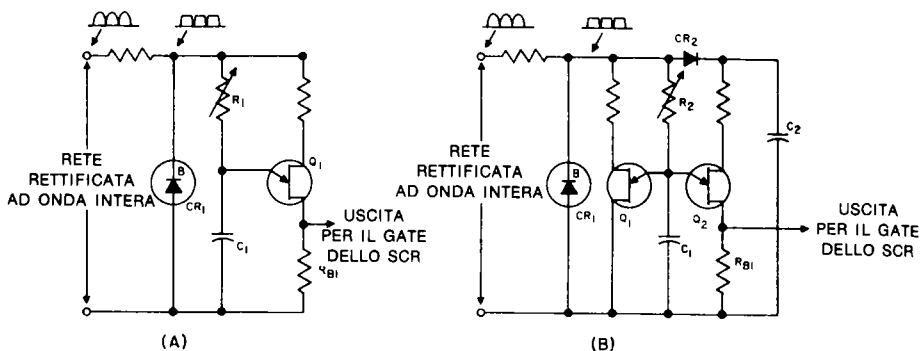 R1
Q1
RETE
RETTIFICATA
AD ONDA INTERA
B
CR1
C1
USCITA
PER IL GATE
DELLO SCR
RB1
(A)
CR2
R2
C2
RETE
RETTIFICATA
AD ONDA INTERA
B
CR1
Q1
Q2
C1
USCITA
PER IL GATE
DELLO SCR
RB1
(B)